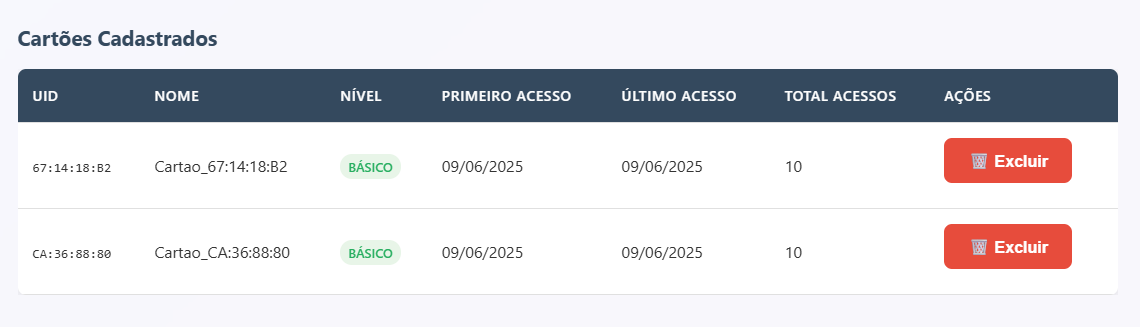 Cartões Cadastrados
UID NOME NÍVEL PRIMEIRO ACESSO ÚLTIMO ACESSO TOTAL ACESSOS AÇÕES
67:14:18:B2 Cartao_67:14:18:B2 BÁSICO 09/06/2025 09/06/2025 10 🗑️ Excluir
CA:36:88:80 Cartao_CA:36:88:80 BÁSICO 09/06/2025 09/06/2025 10 🗑️ Excluir